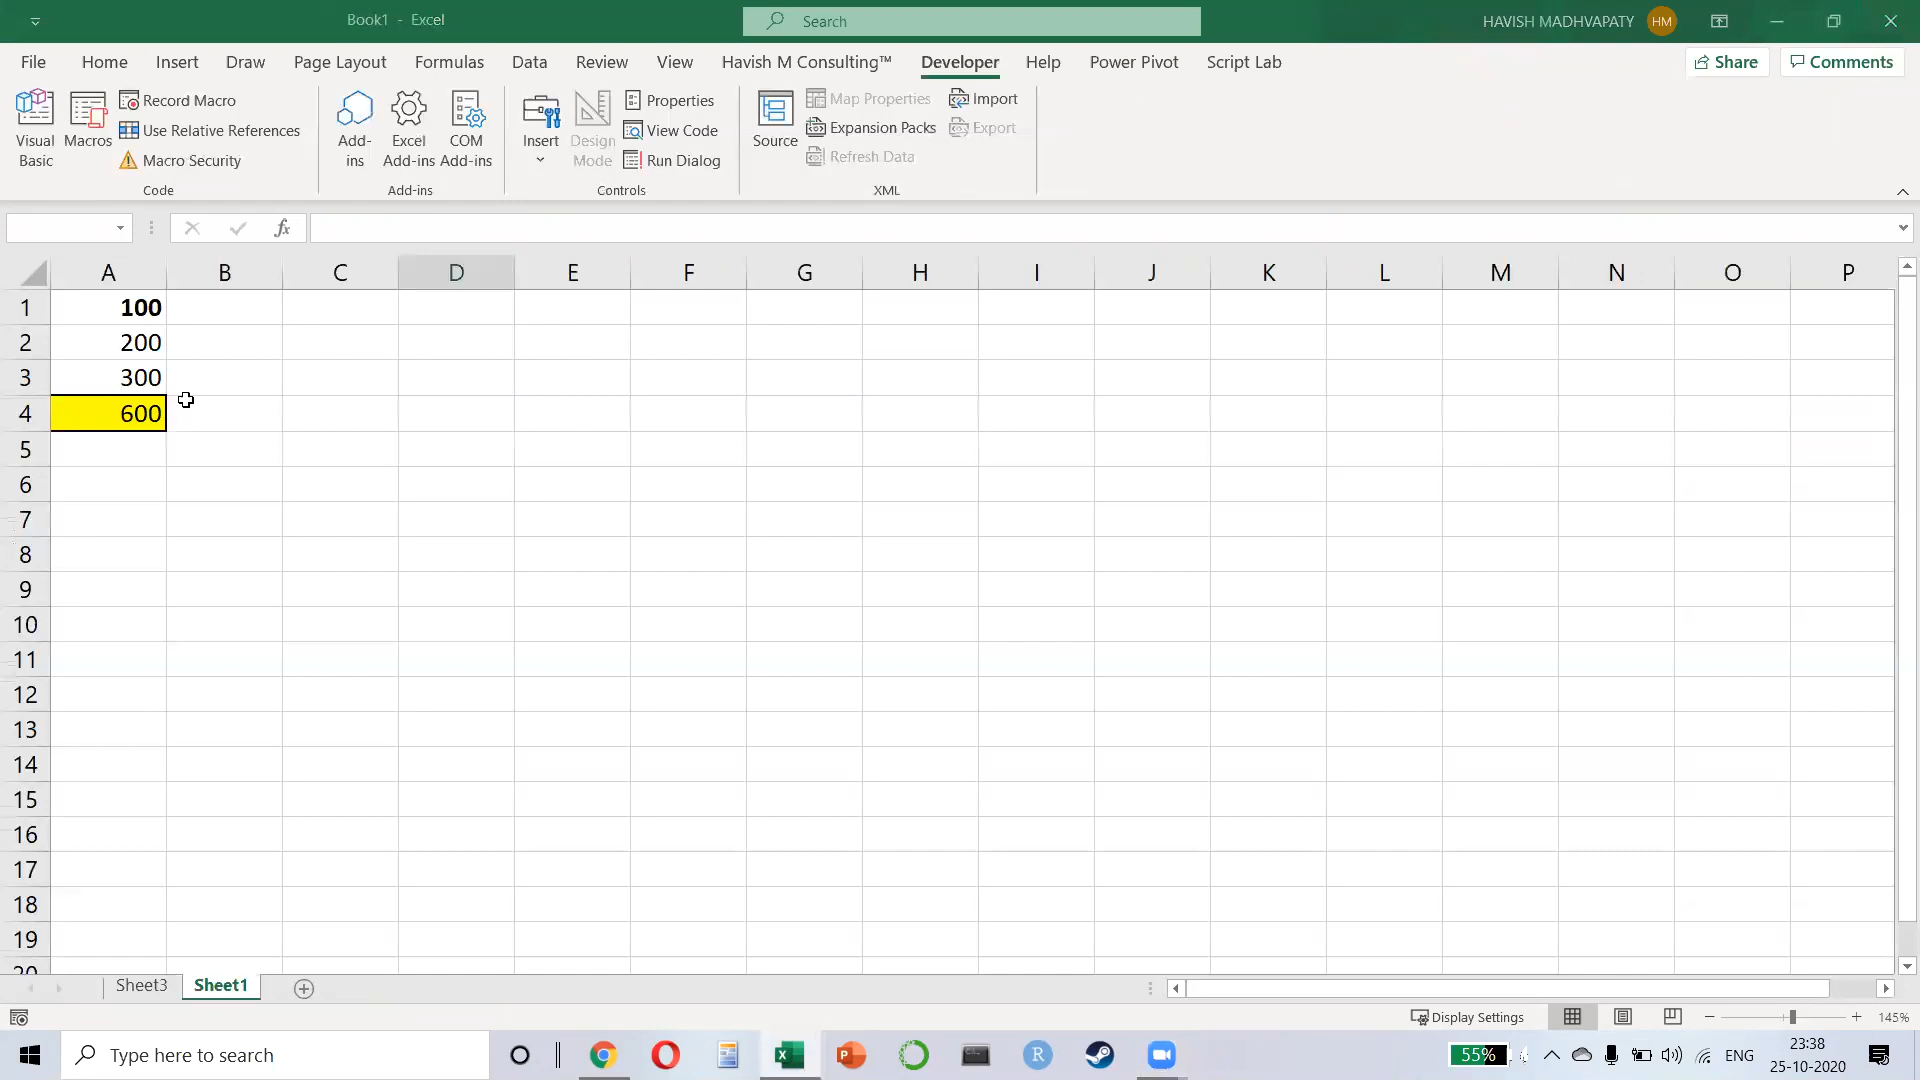 Book1 - Excel
Search
HAVISH MADHVAPATY
HM
File Home Insert Draw Page Layout Formulas Data Review View Havish M Consulting™ Developer Help Power Pivot Script Lab
Share
Comments
Visual Basic
Macros
Record Macro
Use Relative References
Macro Security
Code
Add-ins
Excel Add-ins
COM Add-ins
Add-ins
Insert
Design Mode
Properties
View Code
Run Dialog
Controls
Source
Map Properties
Expansion Packs
Refresh Data
Import
Export
XML
fx
A B C D E F G H I J K L M N O P
1 100
2 200
3 300
4 600
5
6
7
8
9
10
11
12
13
14
15
16
17
18
19
20
Sheet3 Sheet1
Display Settings
145%
Type here to search
55%
ENG
23:38
25-10-2020